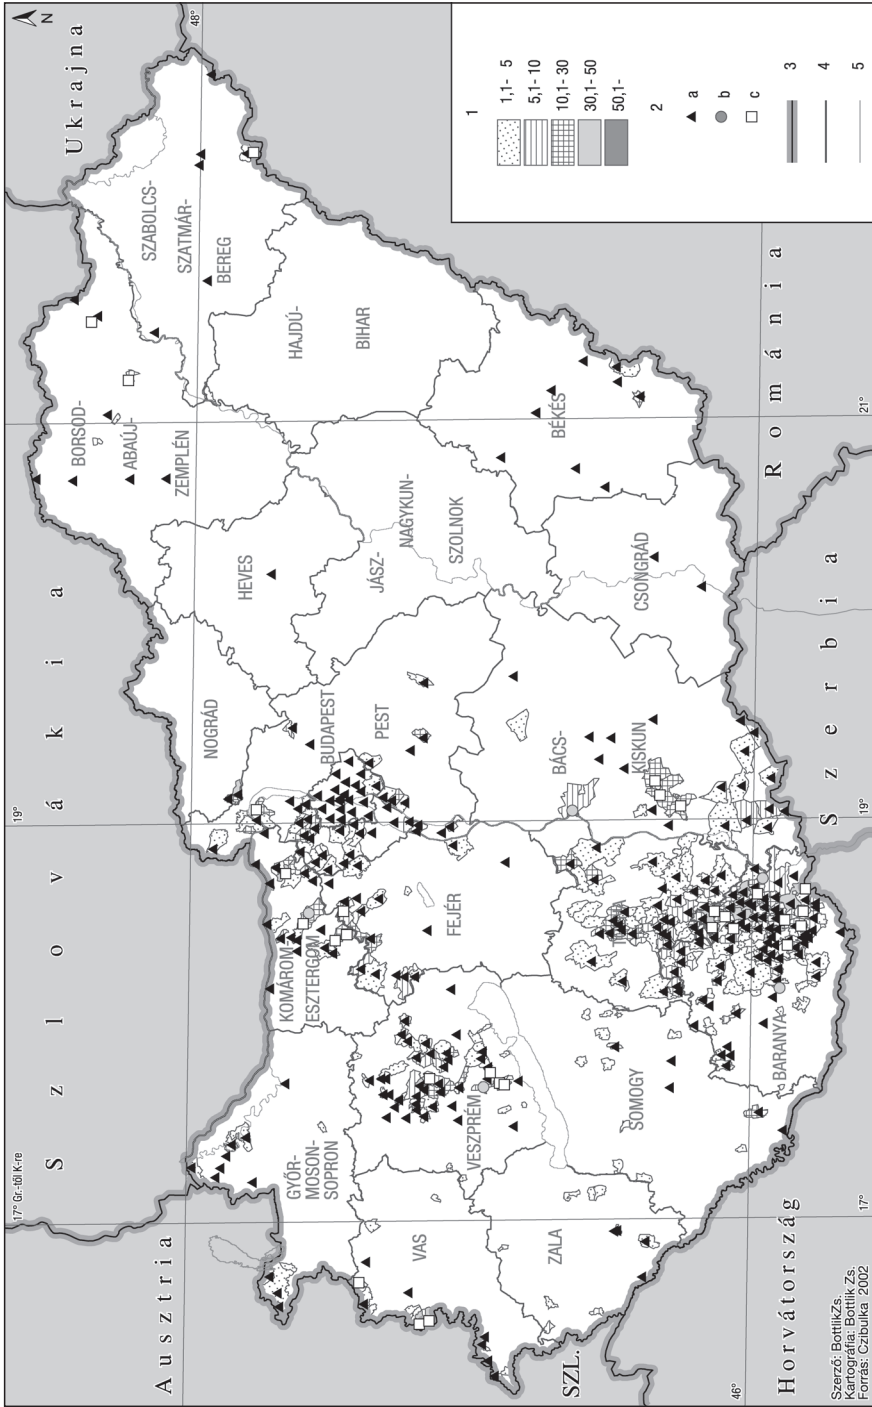 N
48°
Ukrajna
Szlovákia
17° Gr.-től K-re
19°
Ausztria
SZABOLCS-
SZATMÁR-
BEREG
BORSOD-
ABAÚJ-
ZEMPLÉN
HAJDÚ-
BIHAR
NÓGRÁD
HEVES
BUDAPEST
PEST
JÁSZ-
NAGYKUN-
SZOLNOK
GYŐR-
MOSON-
SOPRON
KOMÁROM-
ESZTERGOM
FEJÉR
VAS
VESZPRÉM
BÉKÉS
BÁCS-
KISKUN
CSONGRÁD
ZALA
SOMOGY
BARANYA
SZL.
46°
Horvátország
17°
19°
Szerbia
21°
Románia
1
1,1- 5
5,1- 10
10,1- 30
30,1- 50
50,1-
2
a
b
c
3
4
5
Szerző: BottlikZs.
Kartográfia: Bottlik Zs.
Forrás: Czibulka 2002